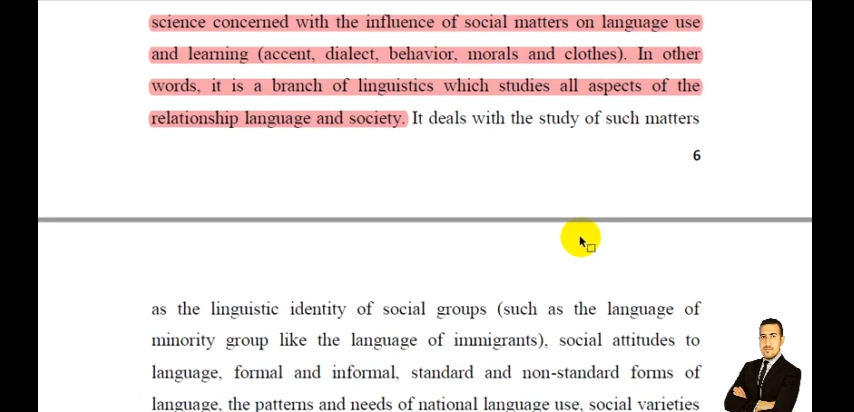 science concerned with the influence of social matters on language use
and learning (accent, dialect, behavior, morals and clothes). In other
words, it is a branch of linguistics which studies all aspects of the
relationship language and society. It deals with the study of such matters
6
as the linguistic identity of social groups (such as the language of
minority group like the language of immigrants), social attitudes to
language, formal and informal, standard and non-standard forms of
language, the patterns and needs of national language use, social varieties